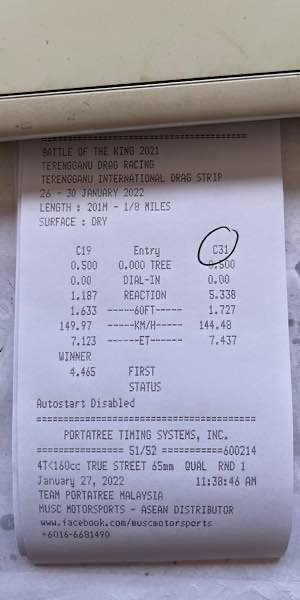 BATTLE OF THE KING 2021
TERENGGANU DRAG RACING
TERENGGANU INTERNATIONAL DRAG STRIP
26 - 30 JANUARY 2022
LENGTH : 201M - 1/8 MILES
SURFACE : DRY
C19 Entry C31
0.500 0.000 TREE 0.500
0.00 DIAL-IN 0.00
1.187 REACTION 5.338
1.633 -----60FT----- 1.727
149.97 -----KM/H----- 144.48
7.123 ------ET------ 7.437
WINNER
4.465 FIRST
STATUS
Autostart Disabled
PORTATREE TIMING SYSTEMS, INC.
================ 51/52 ===========600214
4T<160cc TRUE STREET 65mm QUAL RND 1
January 27, 2022 11:38:46 AM
TEAM PORTATREE MALAYSIA
MUSC MOTORSPORTS - ASEAN DISTRIBUTOR
www.facebook.com/muscmotorsports
+6016-6681490